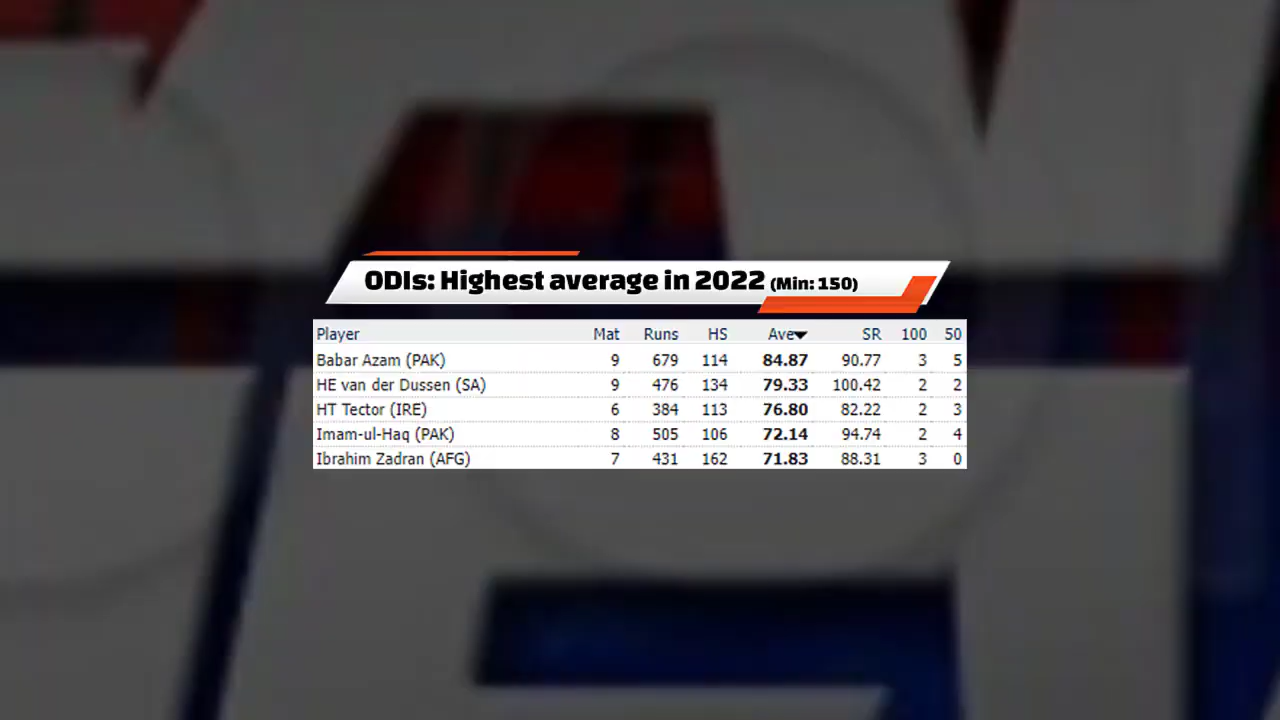 ODIs: Highest average in 2022 (Min: 150)
Player Mat Runs HS Ave SR 100 50
Babar Azam (PAK) 9 679 114 84.87 90.77 3 5
HE van der Dussen (SA) 9 476 134 79.33 100.42 2 2
HT Tector (IRE) 6 384 113 76.80 82.22 2 3
Imam-ul-Haq (PAK) 8 505 106 72.14 94.74 2 4
Ibrahim Zadran (AFG) 7 431 162 71.83 88.31 3 0